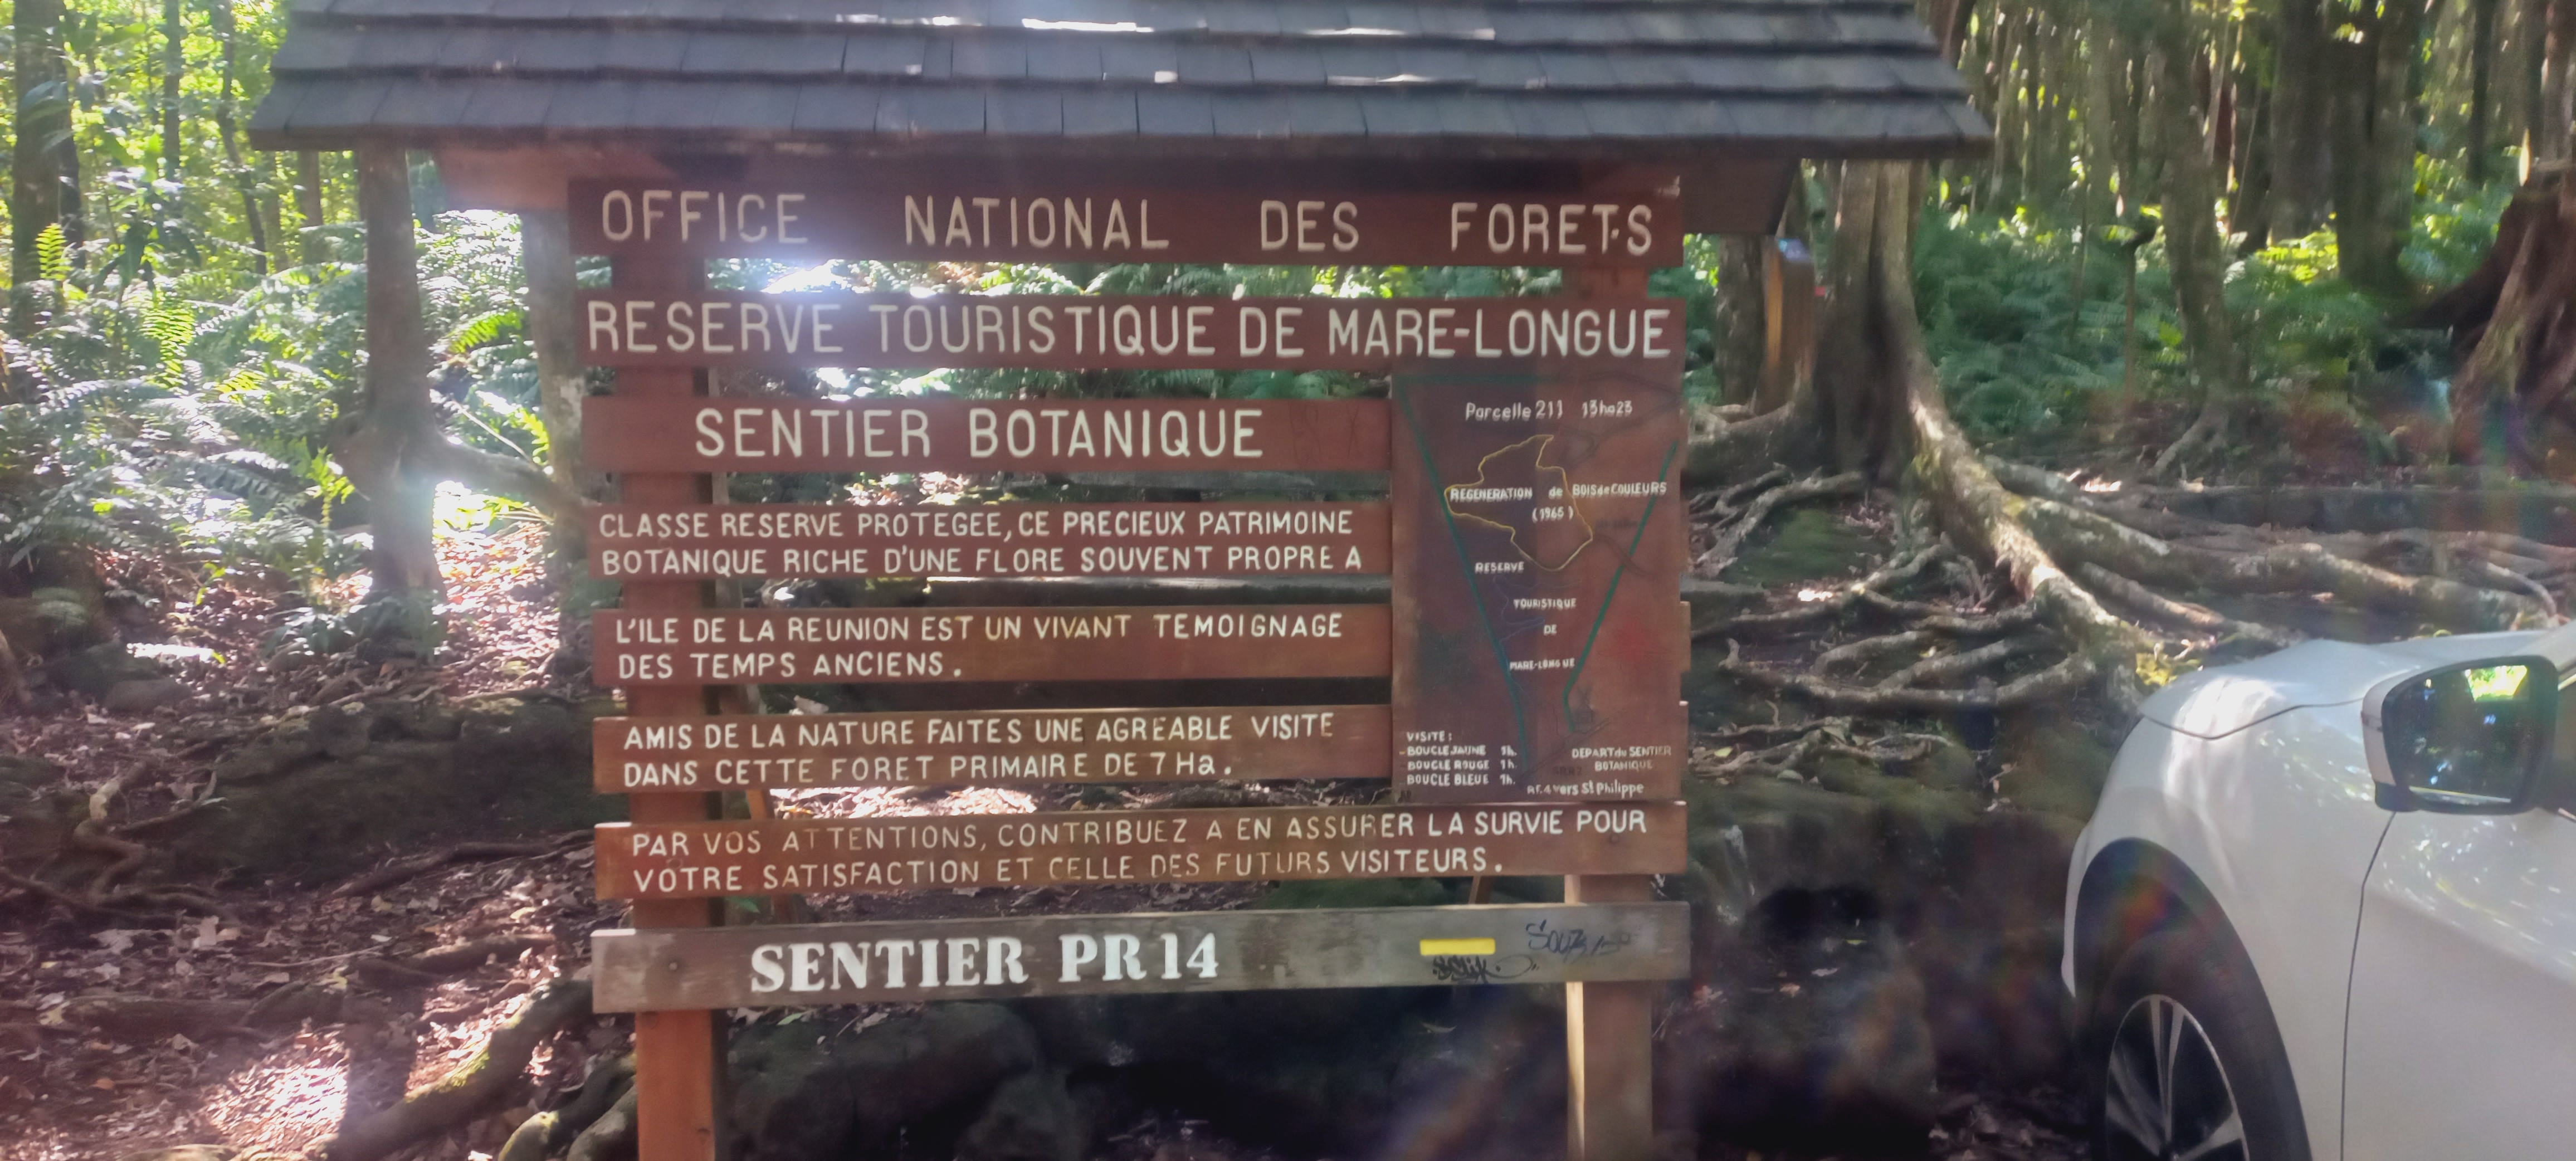 OFFICE NATIONAL DES FORETS
RESERVE TOURISTIQUE DE MARE-LONGUE
SENTIER BOTANIQUE
CLASSE RESERVE PROTEGEE, CE PRECIEUX PATRIMOINE
BOTANIQUE RICHE D'UNE FLORE SOUVENT PROPRE A
L'ILE DE LA REUNION EST UN VIVANT TEMOIGNAGE
DES TEMPS ANCIENS.
AMIS DE LA NATURE FAITES UNE AGREABLE VISITE
DANS CETTE FORET PRIMAIRE DE 7 Ha.
Parcelle 211 13ha23
REGENERATION de BOIS de COULEURS
(1965)
RESERVE
TOURISTIQUE
DE
MARE-LONGUE
VISITE :
- BOUCLE JAUNE 1h.
BOUCLE ROUGE 1h.
BOUCLE BLEUE 1h.
DEPART du SENTIER
BOTANIQUE
vers St Philippe
PAR VOS ATTENTIONS, CONTRIBUEZ A EN ASSURER LA SURVIE POUR
VOTRE SATISFACTION ET CELLE DES FUTURS VISITEURS.
SENTIER PR 14